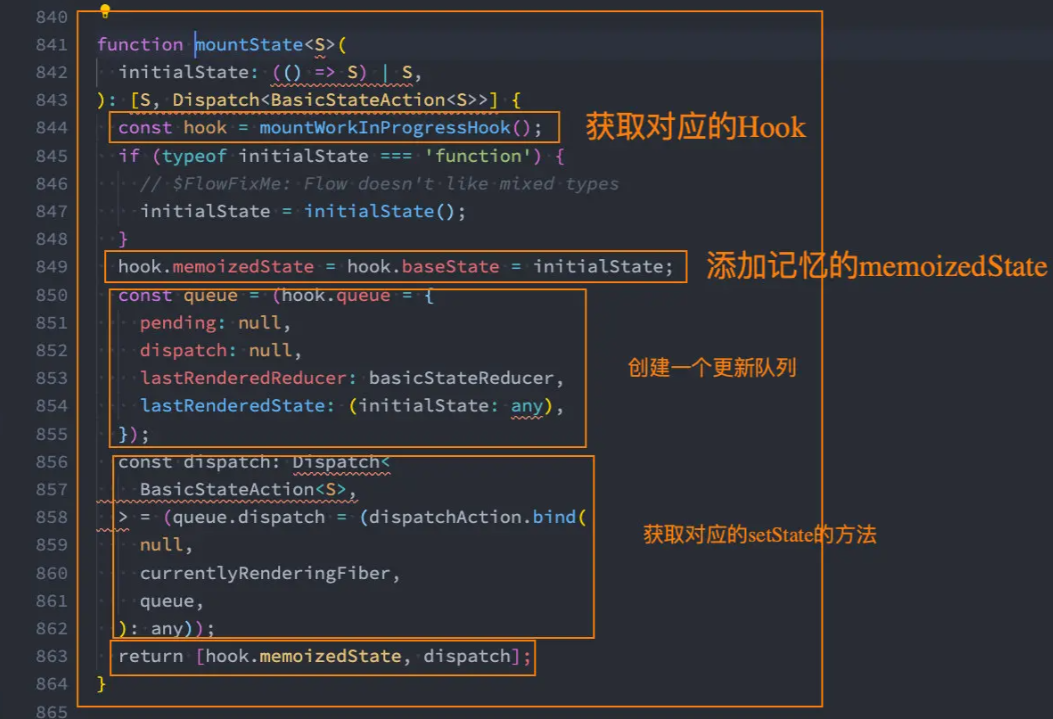 840
841 function mountState<S>(
842 initialState: (() => S) | S,
843 ): [S, Dispatch<BasicStateAction<S>>] {
844 const hook = mountWorkInProgressHook(); 获取对应的Hook
845 if (typeof initialState === 'function') {
846 // $FlowFixMe: Flow doesn't like mixed types
847 initialState = initialState();
848 }
849 hook.memoizedState = hook.baseState = initialState; 添加记忆的memoizedState
850 const queue = (hook.queue = {
851 pending: null,
852 dispatch: null,
853 lastRenderedReducer: basicStateReducer, 创建一个更新队列
854 lastRenderedState: (initialState: any),
855 });
856 const dispatch: Dispatch<
857 BasicStateAction<S>,
858 > = (queue.dispatch = (dispatchAction.bind( 获取对应的setState的方法
859 null,
860 currentlyRenderingFiber,
861 queue,
862 ): any));
863 return [hook.memoizedState, dispatch];
864 }
865